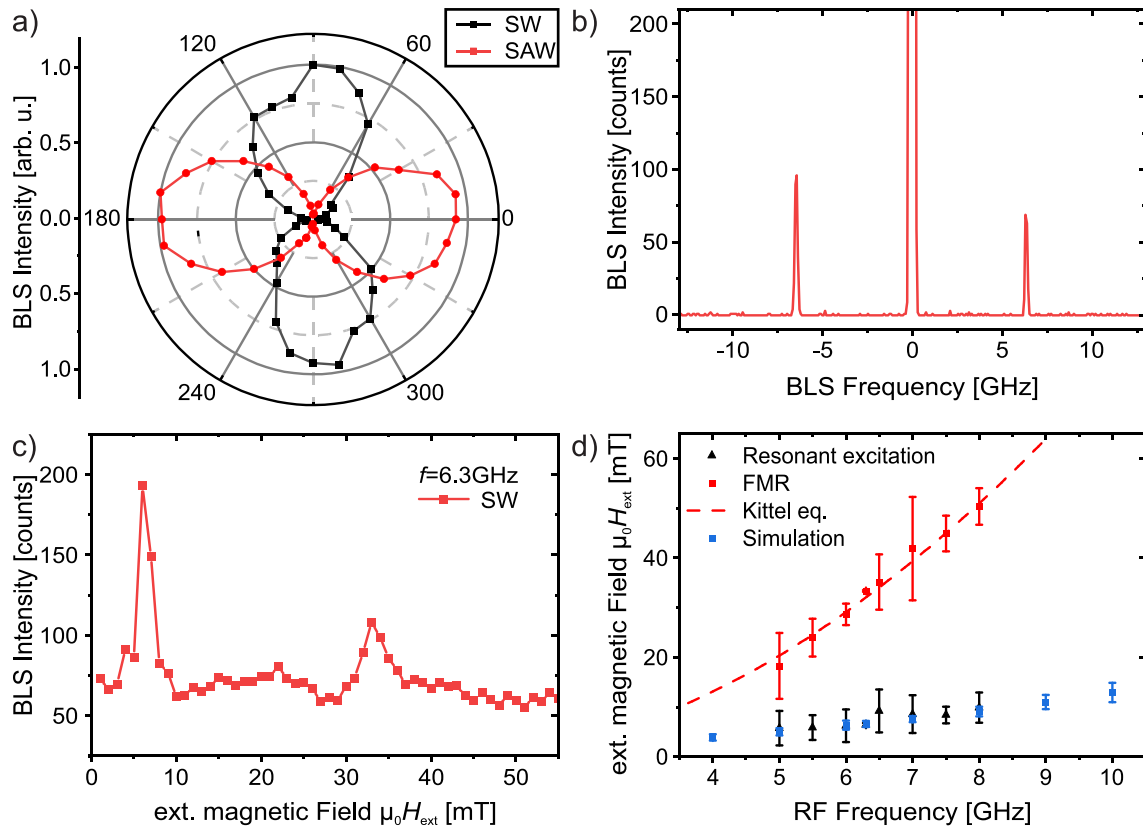 a)
SW
SAW
120
60
180
0
240
300
1.0
0.5
0.0
0.5
1.0
BLS Intensity [arb. u.]
b)
200
150
100
50
0
-10
-5
0
5
10
BLS Intensity [counts]
BLS Frequency [GHz]
c)
f=6.3GHz
SW
200
150
100
50
0
10
20
30
40
50
BLS Intensity [counts]
ext. magnetic Field μ₀Hext [mT]
d)
Resonant excitation
FMR
Kittel eq.
Simulation
60
40
20
0
4
5
6
7
8
9
10
ext. magnetic Field μ₀Hext [mT]
RF Frequency [GHz]